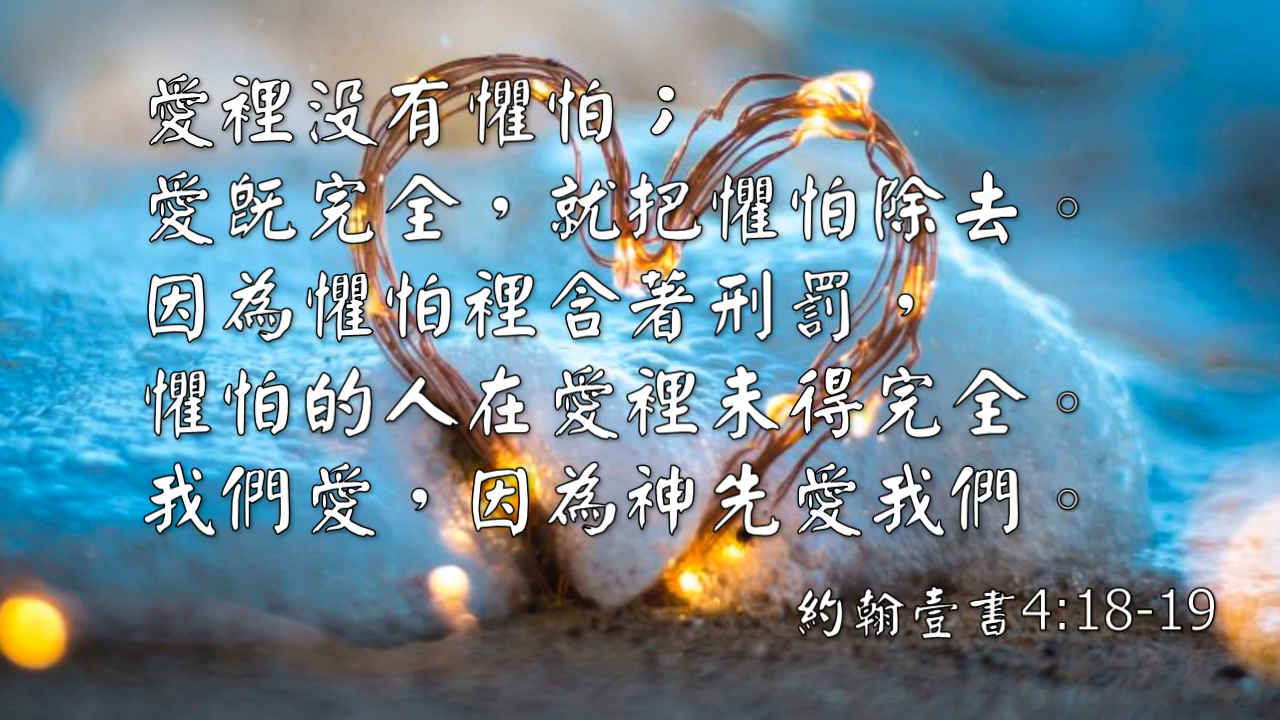 愛裡没有懼怕；
愛既完全，就把懼怕除去。
因為懼怕裡含著刑罰，
懼怕的人在愛裡未得完全。
我們愛，因為神先愛我們。
約翰壹書4:18-19